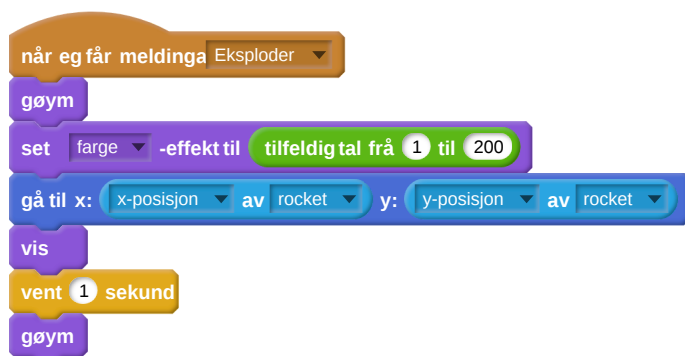 når eg får meldinga Eksploder
gøym
set farge -effekt til tilfeldig tal frå 1 til 200
gå til x: x-posisjon av rocket y: y-posisjon av rocket
vis
vent 1 sekund
gøym